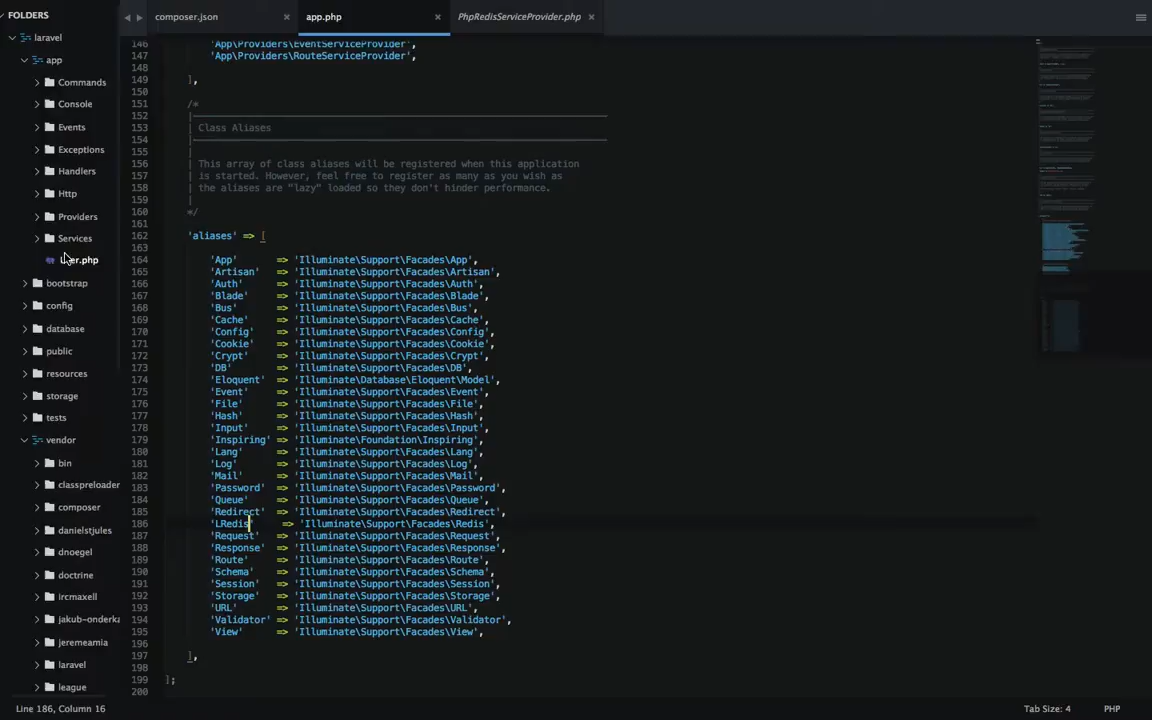 FOLDERS
laravel
app
Commands
Console
Events
Exceptions
Handlers
Http
Providers
Services
bootstrap
config
database
public
resources
storage
tests
vendor
bin
classpreloader
composer
danielstjules
dnoegel
doctrine
ircmaxell
jakub-onderka
jeremeamia
laravel
league
composer.json ×
app.php ×
PhpRedisServiceProvider.php ×
146 'App\Providers\EventServiceProvider',
147 'App\Providers\RouteServiceProvider',
148
149 ],
150
151 /*
152 |
153 | Class Aliases
154 |
155 |
156 | This array of class aliases will be registered when this application
157 | is started. However, feel free to register as many as you wish as
158 | the aliases are "lazy" loaded so they don't hinder performance.
159 |
160 */
161
162 'aliases' => [
163
164 'App' => 'Illuminate\Support\Facades\App',
165 'Artisan' => 'Illuminate\Support\Facades\Artisan',
166 'Auth' => 'Illuminate\Support\Facades\Auth',
167 'Blade' => 'Illuminate\Support\Facades\Blade',
168 'Bus' => 'Illuminate\Support\Facades\Bus',
169 'Cache' => 'Illuminate\Support\Facades\Cache',
170 'Config' => 'Illuminate\Support\Facades\Config',
171 'Cookie' => 'Illuminate\Support\Facades\Cookie',
172 'Crypt' => 'Illuminate\Support\Facades\Crypt',
173 'DB' => 'Illuminate\Support\Facades\DB',
174 'Eloquent' => 'Illuminate\Database\Eloquent\Model',
175 'Event' => 'Illuminate\Support\Facades\Event',
176 'File' => 'Illuminate\Support\Facades\File',
177 'Hash' => 'Illuminate\Support\Facades\Hash',
178 'Input' => 'Illuminate\Support\Facades\Input',
179 'Inspiring' => 'Illuminate\Foundation\Inspiring',
180 'Lang' => 'Illuminate\Support\Facades\Lang',
181 'Log' => 'Illuminate\Support\Facades\Log',
182 'Mail' => 'Illuminate\Support\Facades\Mail',
183 'Password' => 'Illuminate\Support\Facades\Password',
184 'Queue' => 'Illuminate\Support\Facades\Queue',
185 'Redirect' => 'Illuminate\Support\Facades\Redirect',
186 'LRedis' => 'Illuminate\Support\Facades\Redis',
187 'Request' => 'Illuminate\Support\Facades\Request',
188 'Response' => 'Illuminate\Support\Facades\Response',
189 'Route' => 'Illuminate\Support\Facades\Route',
190 'Schema' => 'Illuminate\Support\Facades\Schema',
191 'Session' => 'Illuminate\Support\Facades\Session',
192 'Storage' => 'Illuminate\Support\Facades\Storage',
193 'URL' => 'Illuminate\Support\Facades\URL',
194 'Validator' => 'Illuminate\Support\Facades\Validator',
195 'View' => 'Illuminate\Support\Facades\View',
196
197 ],
198
199 ];
200
Line 186, Column 16
Tab Size: 4
PHP